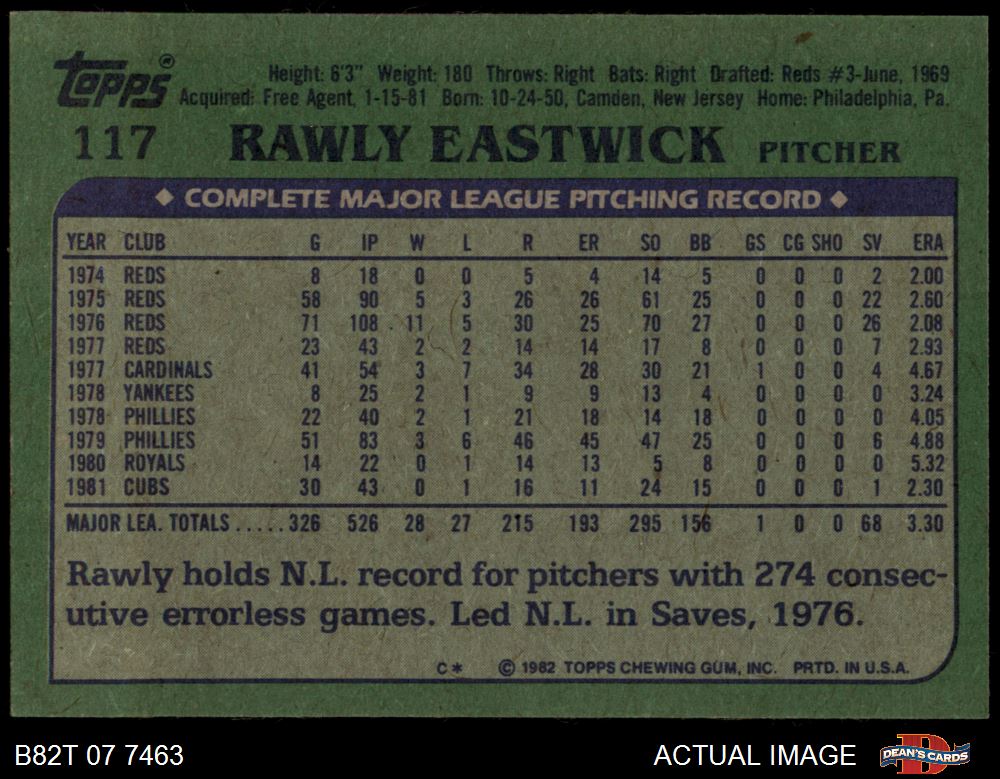 Topps®
Height: 6'3" Weight: 180 Throws: Right Bats: Right Drafted: Reds #3-June, 1969
Acquired: Free Agent, 1-15-81 Born: 10-24-50, Camden, New Jersey Home: Philadelphia, Pa.
117 RAWLY EASTWICK PITCHER
◆ COMPLETE MAJOR LEAGUE PITCHING RECORD ◆
YEAR CLUB G IP W L R ER SO BB GS CG SHO SV ERA
1974 REDS 8 18 0 0 5 4 14 5 0 0 0 2 2.00
1975 REDS 58 90 5 3 26 26 61 25 0 0 0 22 2.60
1976 REDS 71 108 11 5 30 25 70 27 0 0 0 26 2.08
1977 REDS 23 43 2 2 14 14 17 8 0 0 0 7 2.93
1977 CARDINALS 41 54 3 7 34 28 30 21 1 0 0 4 4.67
1978 YANKEES 8 25 2 1 9 9 13 4 0 0 0 0 3.24
1978 PHILLIES 22 40 2 1 21 18 14 18 0 0 0 0 4.05
1979 PHILLIES 51 83 3 6 46 45 47 25 0 0 0 6 4.88
1980 ROYALS 14 22 0 1 14 13 5 8 0 0 0 0 5.32
1981 CUBS 30 43 0 1 16 11 24 15 0 0 0 1 2.30
MAJOR LEA. TOTALS.....326 526 28 27 215 193 295 156 1 0 0 68 3.30
Rawly holds N.L. record for pitchers with 274 consec-
utive errorless games. Led N.L. in Saves, 1976.
C* © 1982 TOPPS CHEWING GUM, INC. PRTD. IN U.S.A.
B82T 07 7463 ACTUAL IMAGE DEAN'S CARDS